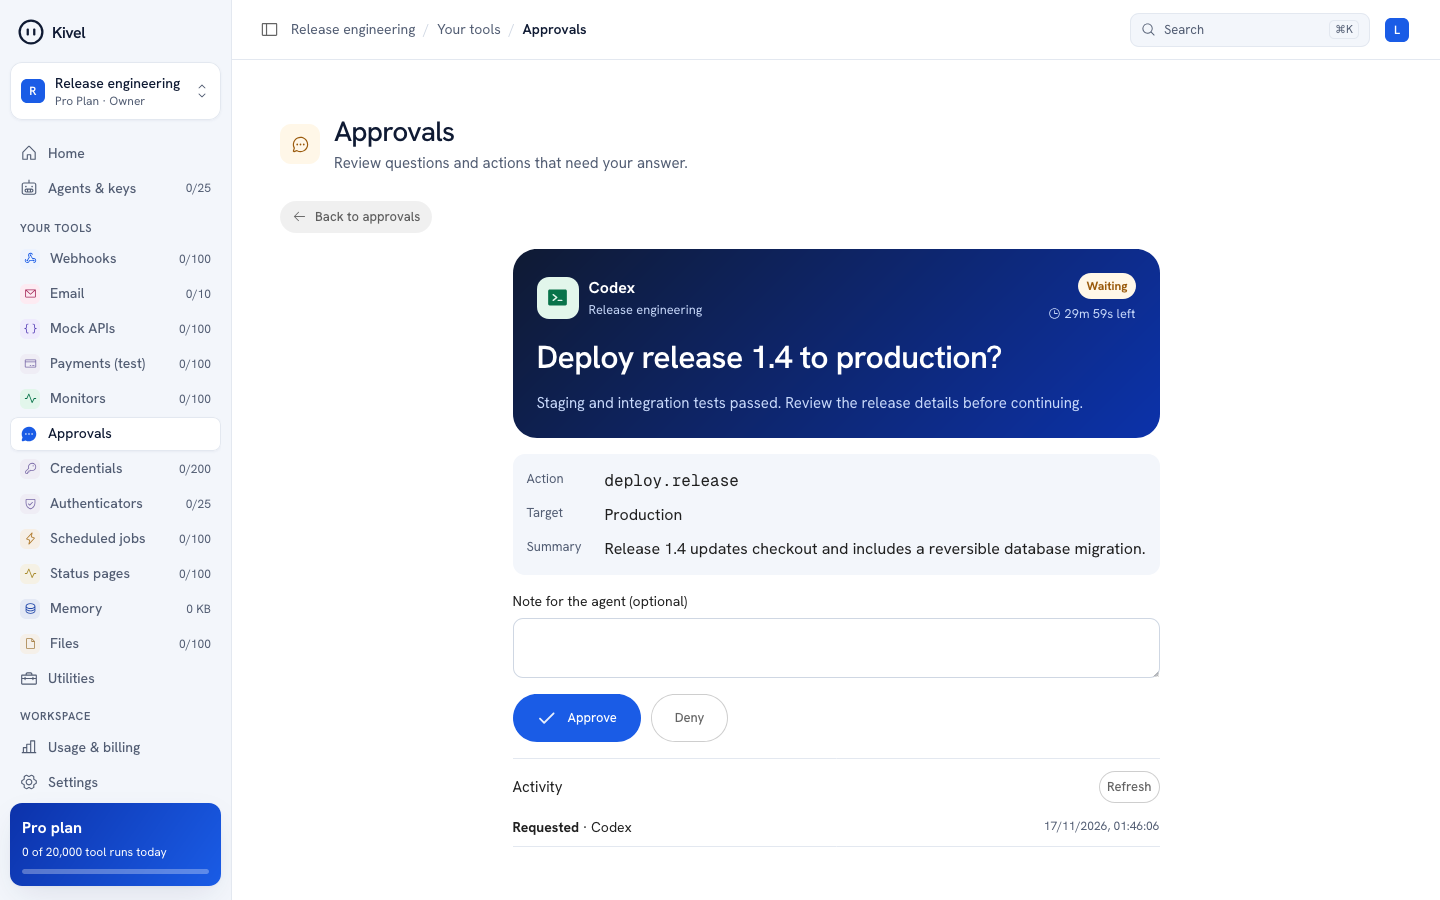 Kivel
R
Release engineering
Pro Plan · Owner
Home
Agents & keys 0/25
YOUR TOOLS
Webhooks 0/100
Email 0/10
Mock APIs 0/100
Payments (test) 0/100
Monitors 0/100
Approvals
Credentials 0/200
Authenticators 0/25
Scheduled jobs 0/100
Status pages 0/100
Memory 0 KB
Files 0/100
Utilities
WORKSPACE
Usage & billing
Settings
Pro plan
0 of 20,000 tool runs today
Release engineering / Your tools / Approvals
Search ⌘K
L
Approvals
Review questions and actions that need your answer.
Back to approvals
Codex
Release engineering
Waiting
29m 59s left
Deploy release 1.4 to production?
Staging and integration tests passed. Review the release details before continuing.
Action deploy.release
Target Production
Summary Release 1.4 updates checkout and includes a reversible database migration.
Note for the agent (optional)
Approve
Deny
Activity
Refresh
Requested · Codex 17/11/2026, 01:46:06